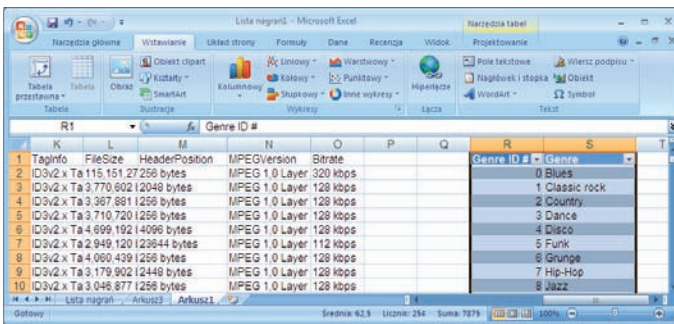 Lista nagrań1 - Microsoft Excel
Narzędzia tabel
Narzędzia główne Wstawianie Układ strony Formuły Dane Recenzja Widok Projektowanie
Tabela przestawna
Tabela
Obraz
Obiekt clipart
Kształty
SmartArt
Kolumnowy
Liniowy
Kołowy
Słupkowy
Warstwowy
Punktowy
Inne wykresy
Hiperłącze
Pole tekstowe
Nagłówek i stopka
WordArt
Wiersz podpisu
Obiekt
Symbol
Tabele Ilustracje Wykresy Łącza Tekst
R1 fx Genre ID #
K L M N O P Q R S T
1 TagInfo FileSize HeaderPosition MPEGVersion Bitrate Genre ID # Genre
2 ID3v2.x Ta 115,151,27 256 bytes MPEG 1,0 Layer 320 kbps 0 Blues
3 ID3v2.x Ta 3,770,602 l 2048 bytes MPEG 1,0 Layer 128 kbps 1 Classic rock
4 ID3v2.x Ta 3,367,881 l 256 bytes MPEG 1,0 Layer 128 kbps 2 Country
5 ID3v2.x Ta 3,710,720 l 256 bytes MPEG 1,0 Layer 128 kbps 3 Dance
6 ID3v2.x Ta 4,699,192 l 4096 bytes MPEG 1,0 Layer 128 kbps 4 Disco
7 ID3v2.x Ta 2,949,120 l 23644 bytes MPEG 1,0 Layer 112 kbps 5 Funk
8 ID3v2.x Ta 4,060,439 l 256 bytes MPEG 1,0 Layer 128 kbps 6 Grunge
9 ID3v2.x Ta 3,179,902 l 2448 bytes MPEG 1,0 Layer 128 kbps 7 Hip-Hop
10 ID3v2.x Ta 3,046,877 l 256 bytes MPEG 1,0 Layer 128 kbps 8 Jazz
Lista nagrań Arkusz3 Arkusz1
Gotowy Średnia: 62,5 Licznik: 254 Suma: 7875 100%